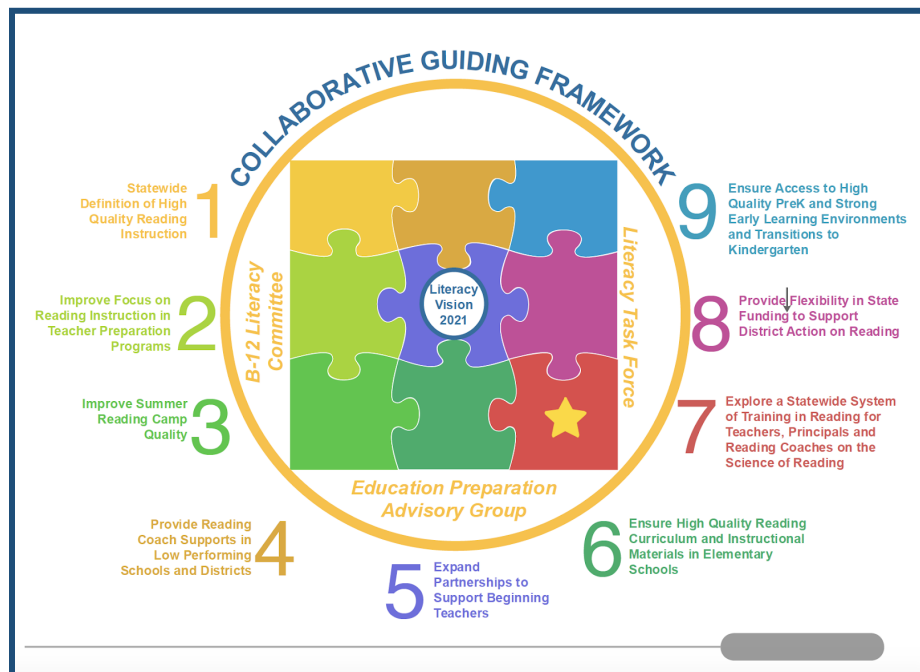 COLLABORATIVE GUIDING FRAMEWORK
1
Statewide
Definition of High
Quality Reading
Instruction
2
Improve Focus on
Reading Instruction in
Teacher Preparation
Programs
3
Improve Summer
Reading Camp
Quality
4
Provide Reading
Coach Supports in
Low Performing
Schools and Districts
5
Expand
Partnerships to
Support Beginning
Teachers
6
Ensure High Quality Reading
Curriculum and Instructional
Materials in Elementary
Schools
7
Explore a Statewide System
of Training in Reading for
Teachers, Principals and
Reading Coaches on the
Science of Reading
8
Provide Flexibility in State
Funding to Support
District Action on Reading
9
Ensure Access to High
Quality PreK and Strong
Early Learning Environments
and Transitions to
Kindergarten
B-12 Literacy
Committee
Literacy
Vision
2021
Literacy Task Force
Education Preparation
Advisory Group